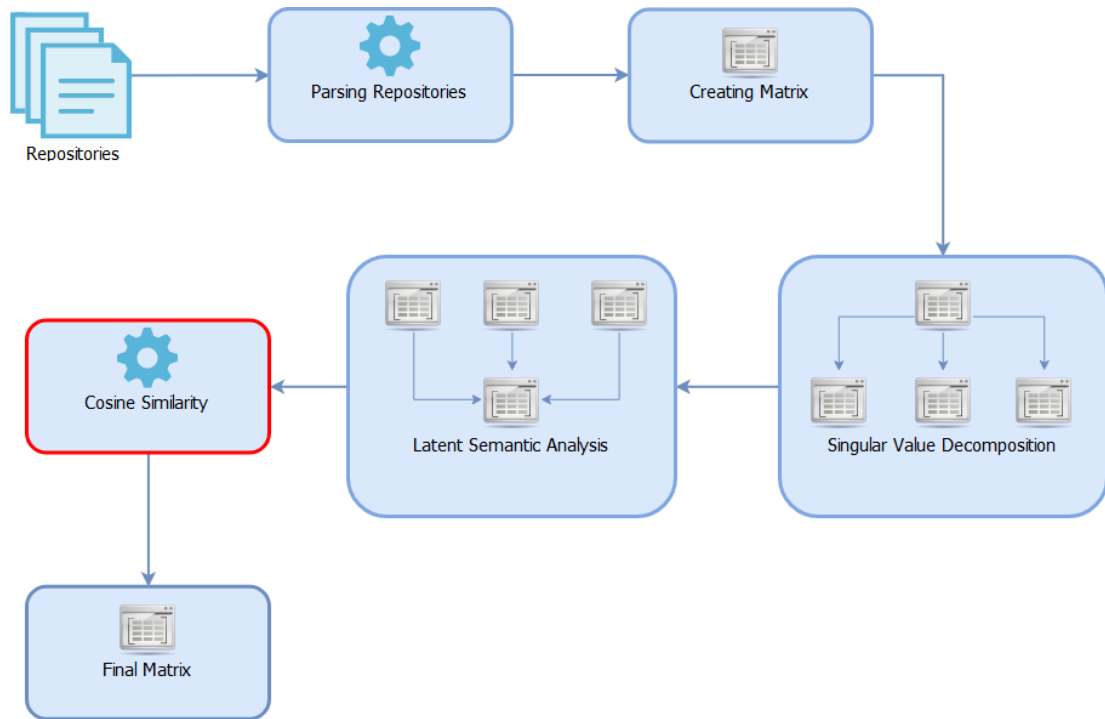 Repositories
Parsing Repositories
Creating Matrix
Singular Value Decomposition
Latent Semantic Analysis
Cosine Similarity
Final Matrix